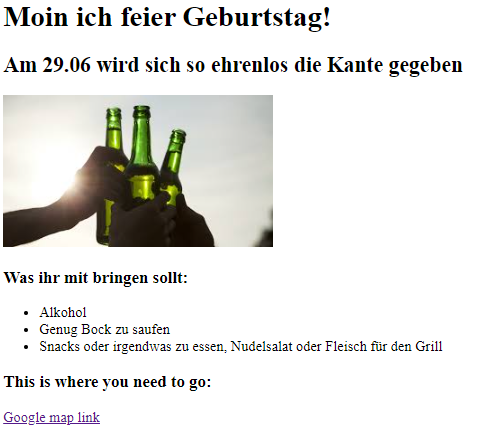 Moin ich feier Geburtstag!
Am 29.06 wird sich so ehrenlos die Kante gegeben
Was ihr mit bringen sollt:
Alkohol
Genug Bock zu saufen
Snacks oder irgendwas zu essen, Nudelsalat oder Fleisch für den Grill
This is where you need to go:
Google map link